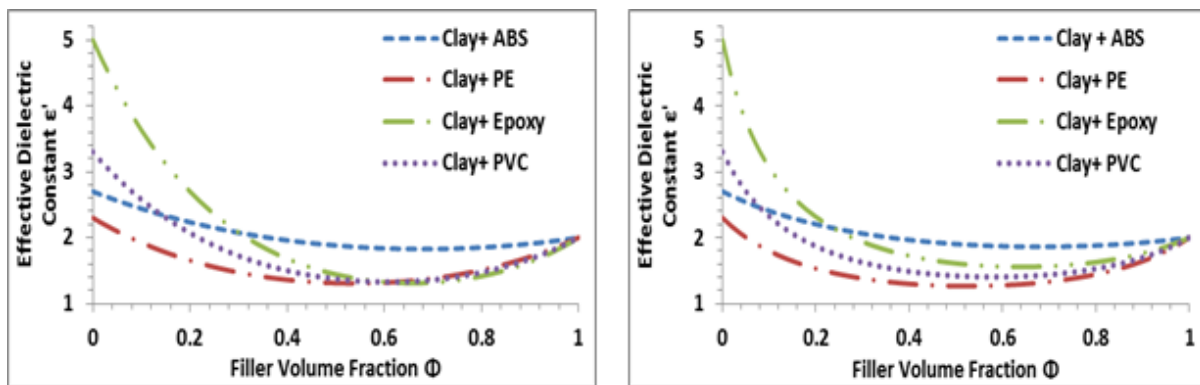 Effective Dielectric
Constant ε'
5
4
3
2
1
Clay+ ABS
Clay+ PE
Clay+ Epoxy
Clay+ PVC
0 0.2 0.4 0.6 0.8 1
Filler Volume Fraction Φ
Effective Dielectric
Constant ε'
5
4
3
2
1
Clay + ABS
Clay+ PE
Clay+ Epoxy
Clay+ PVC
0 0.2 0.4 0.6 0.8 1
Filler Volume Fraction Φ